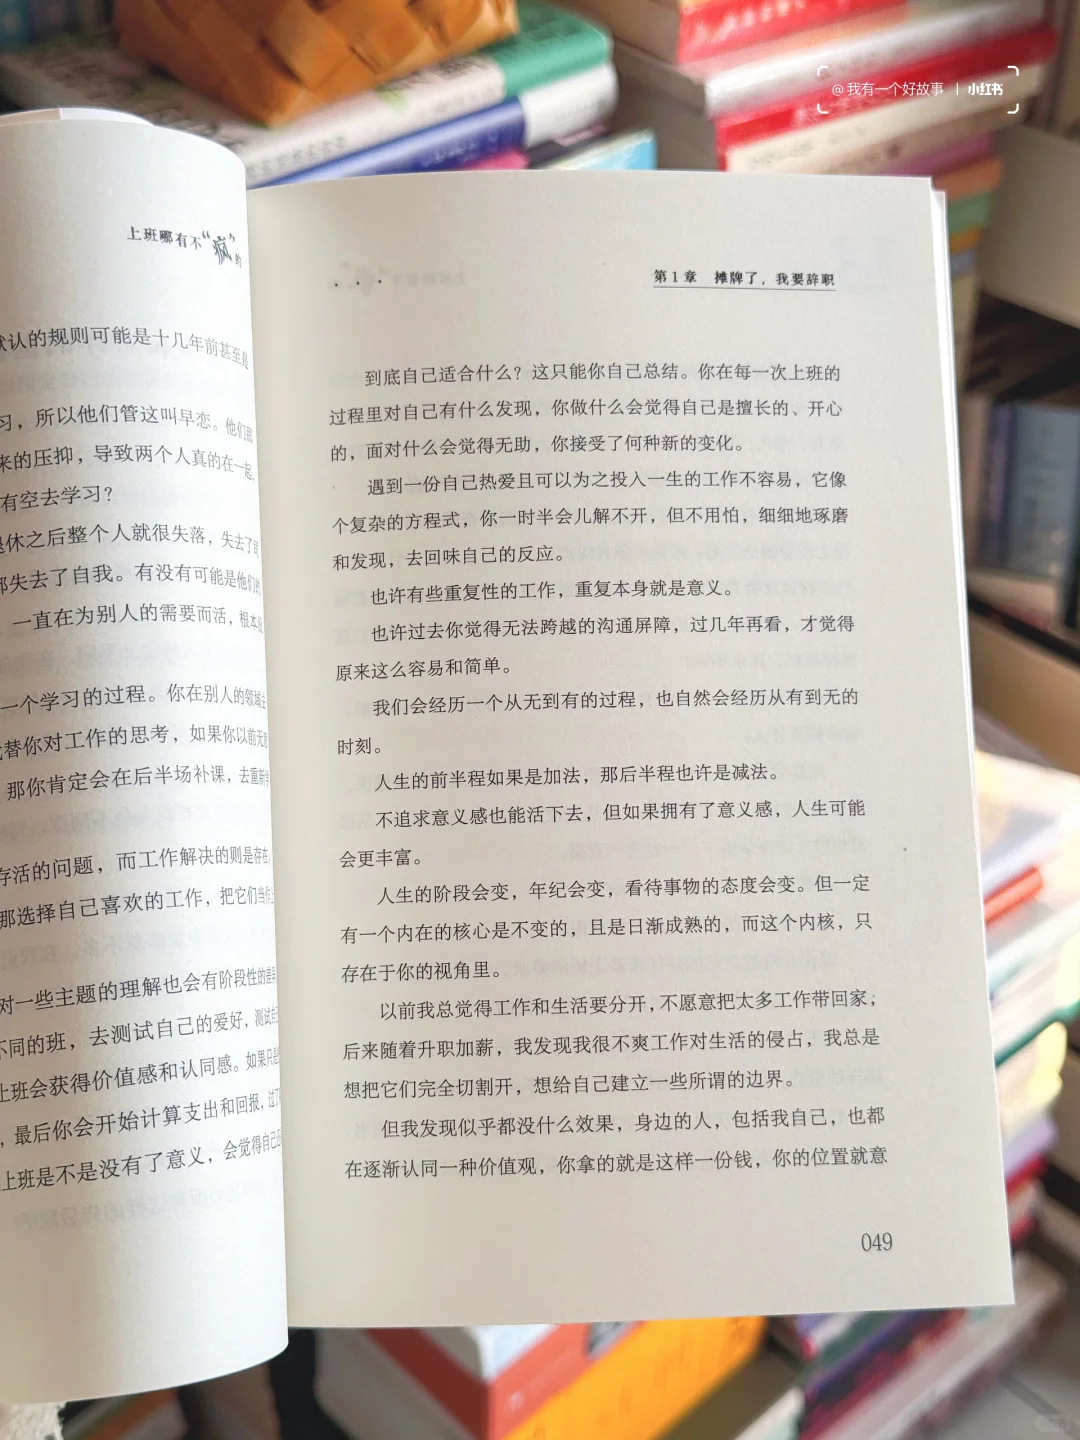 @我有一个好故事 | 小红书
上班哪有不“疯”的
认的规则可能是十几年前甚至是
习，所以他们管这叫早恋。他们
来的压抑，导致两个人真的在一起，
有空去学习？
退休之后整个人就很失落，失去了
都失去了自我。有没有可能是他们
一直在为别人的需要而活，根本
一个学习的过程。你在别人的领域
替你对工作的思考，如果你以前无
那你肯定会在后半场补课，去重新学
存活的问题，而工作解决的则是存在，
那选择自己喜欢的工作，把它们当作
对一些主题的理解也会有阶段性的差
不同的班，去测试自己的爱好，测试
上班会获得价值感和认同感。如果只
，最后你会开始计算支出和回报，过
上班是不是没有了意义，会觉得自己
第1章 摊牌了，我要辞职
到底自己适合什么？这只能你自己总结。你在每一次上班的
过程里对自己有什么发现，你做什么会觉得自己是擅长的、开心
的，面对什么会觉得无助，你接受了何种新的变化。
遇到一份自己热爱且可以为之投入一生的工作不容易，它像
个复杂的方程式，你一时半会儿解不开，但不用怕，细细地琢磨
和发现，去回味自己的反应。
也许有些重复性的工作，重复本身就是意义。
也许过去你觉得无法跨越的沟通屏障，过几年再看，才觉得
原来这么容易和简单。
我们会经历一个从无到有的过程，也自然会经历从有到无的
时刻。
人生的前半程如果是加法，那后半程也许是减法。
不追求意义感也能活下去，但如果拥有了意义感，人生可能
会更丰富。
人生的阶段会变，年纪会变，看待事物的态度会变。但一定
有一个内在的核心是不变的，且是日渐成熟的，而这个内核，只
存在于你的视角里。
以前我总觉得工作和生活要分开，不愿意把太多工作带回家；
后来随着升职加薪，我发现我很不爽工作对生活的侵占，我总是
想把它们完全切割开，想给自己建立一些所谓的边界。
但我发现似乎都没什么效果，身边的人，包括我自己，也都
在逐渐认同一种价值观，你拿的就是这样一份钱，你的位置就意
049